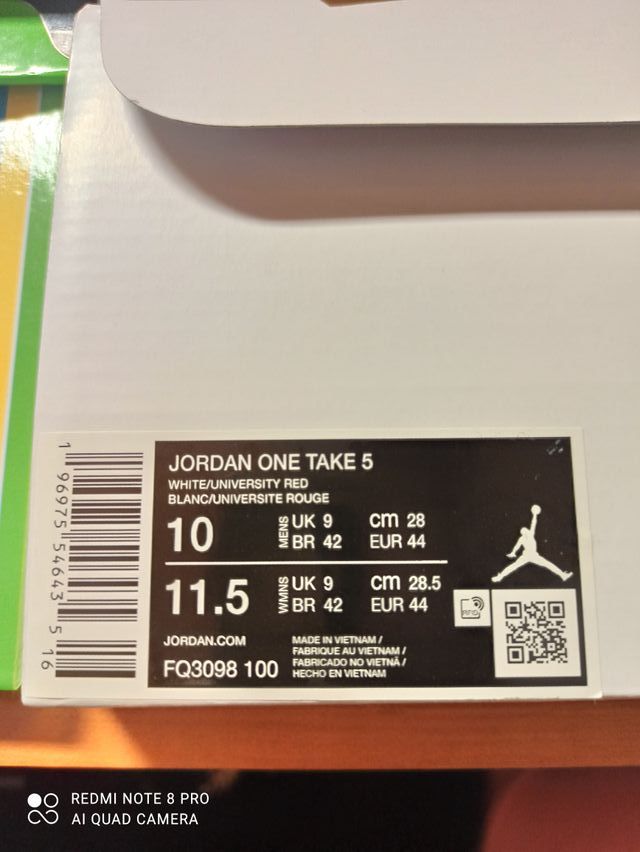 JORDAN ONE TAKE 5
WHITE/UNIVERSITY RED
BLANC/UNIVERSITE ROUGE
10 MENS UK 9 cm 28
BR 42 EUR 44
11.5 WMNS UK 9 cm 28.5
BR 42 EUR 44
RFID
JORDAN.COM
FQ3098 100
MADE IN VIETNAM /
FABRIQUE AU VIETNAM /
FABRICADO NO VIETNÃ /
HECHO EN VIETNAM
1 96975 54643 5 16
REDMI NOTE 8 PRO
AI QUAD CAMERA